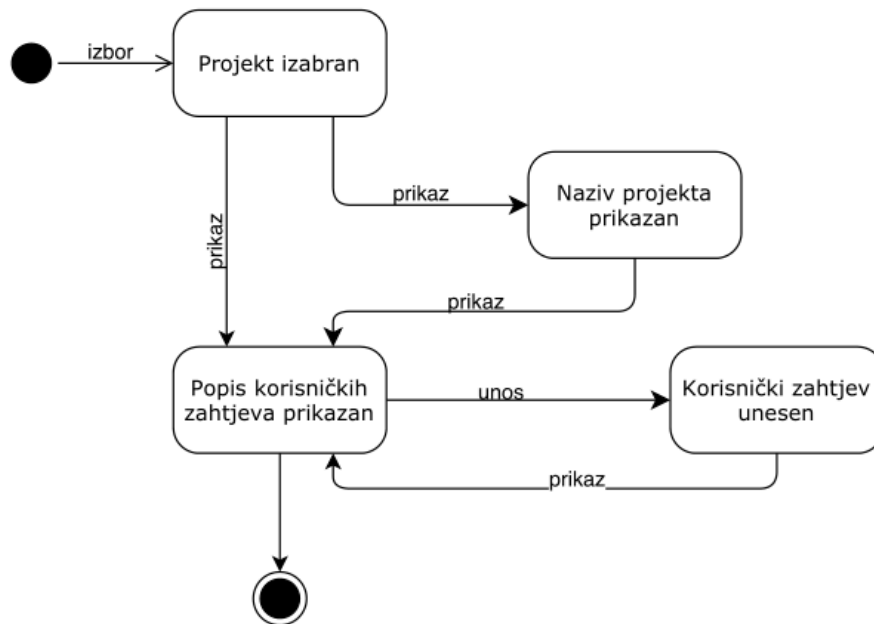 izbor
Projekt izabran
prikaz
Naziv projekta
prikazan
prikaz
prikaz
Popis korisničkih
zahtjeva prikazan
unos
Korisnički zahtjev
unesen
prikaz